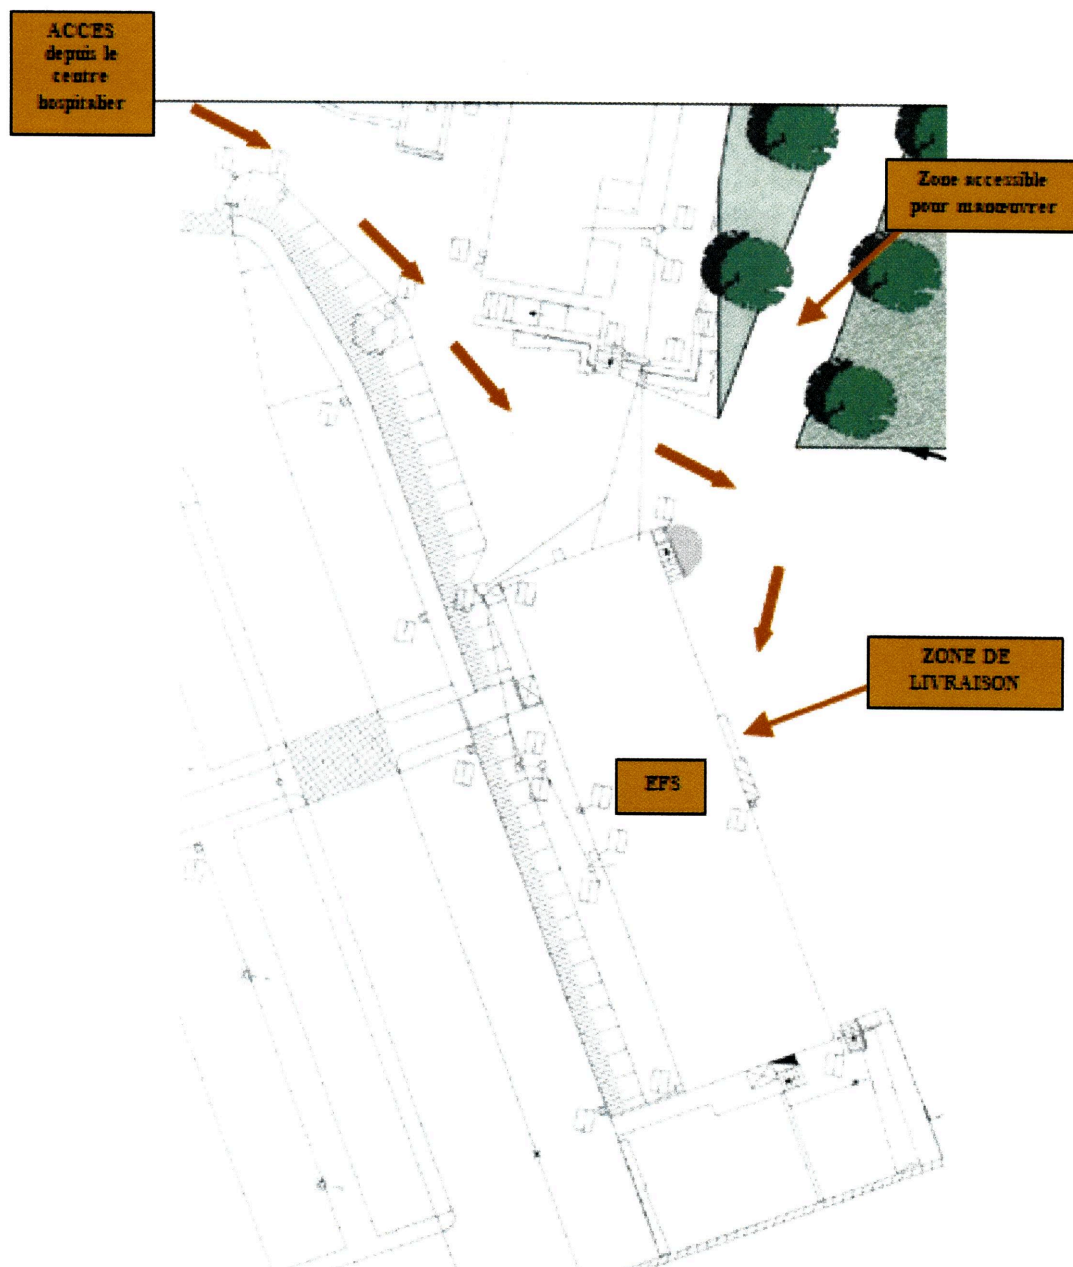 ACCES
depuis le
centre
hospitalier
Zone accessible
pour manœuvrer
ZONE DE
LIVRAISON
EFS